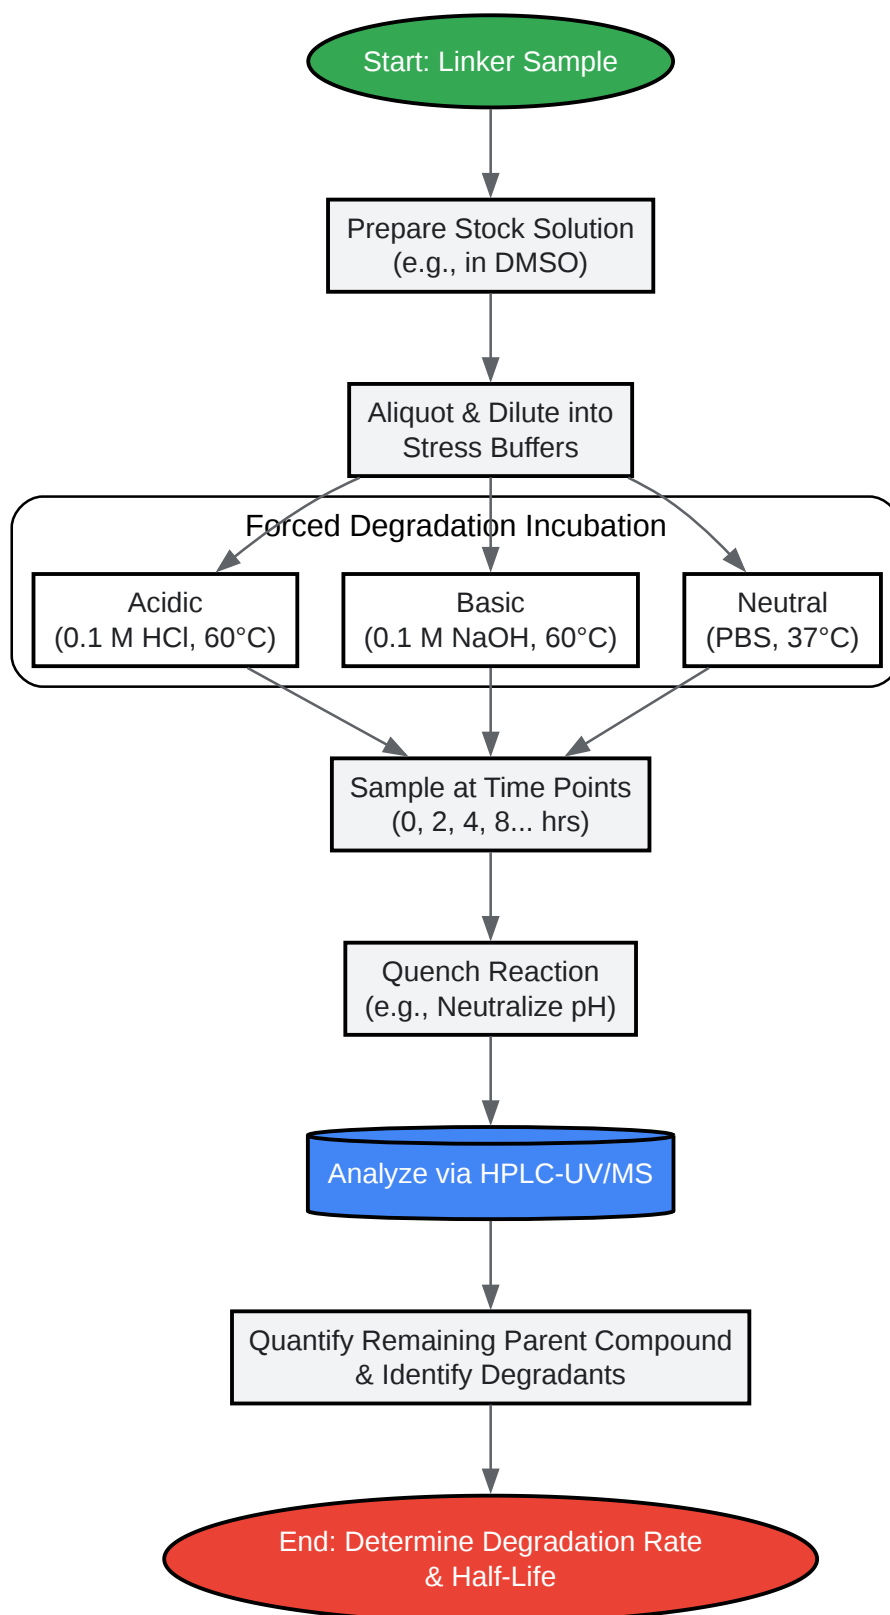 Start: Linker Sample
Prepare Stock Solution
(e.g., in DMSO)
Aliquot & Dilute into
Stress Buffers
Forced Degradation Incubation
Acidic
(0.1 M HCl, 60°C)
Basic
(0.1 M NaOH, 60°C)
Neutral
(PBS, 37°C)
Sample at Time Points
(0, 2, 4, 8... hrs)
Quench Reaction
(e.g., Neutralize pH)
Analyze via HPLC-UV/MS
Quantify Remaining Parent Compound
& Identify Degradants
End: Determine Degradation Rate
& Half-Life